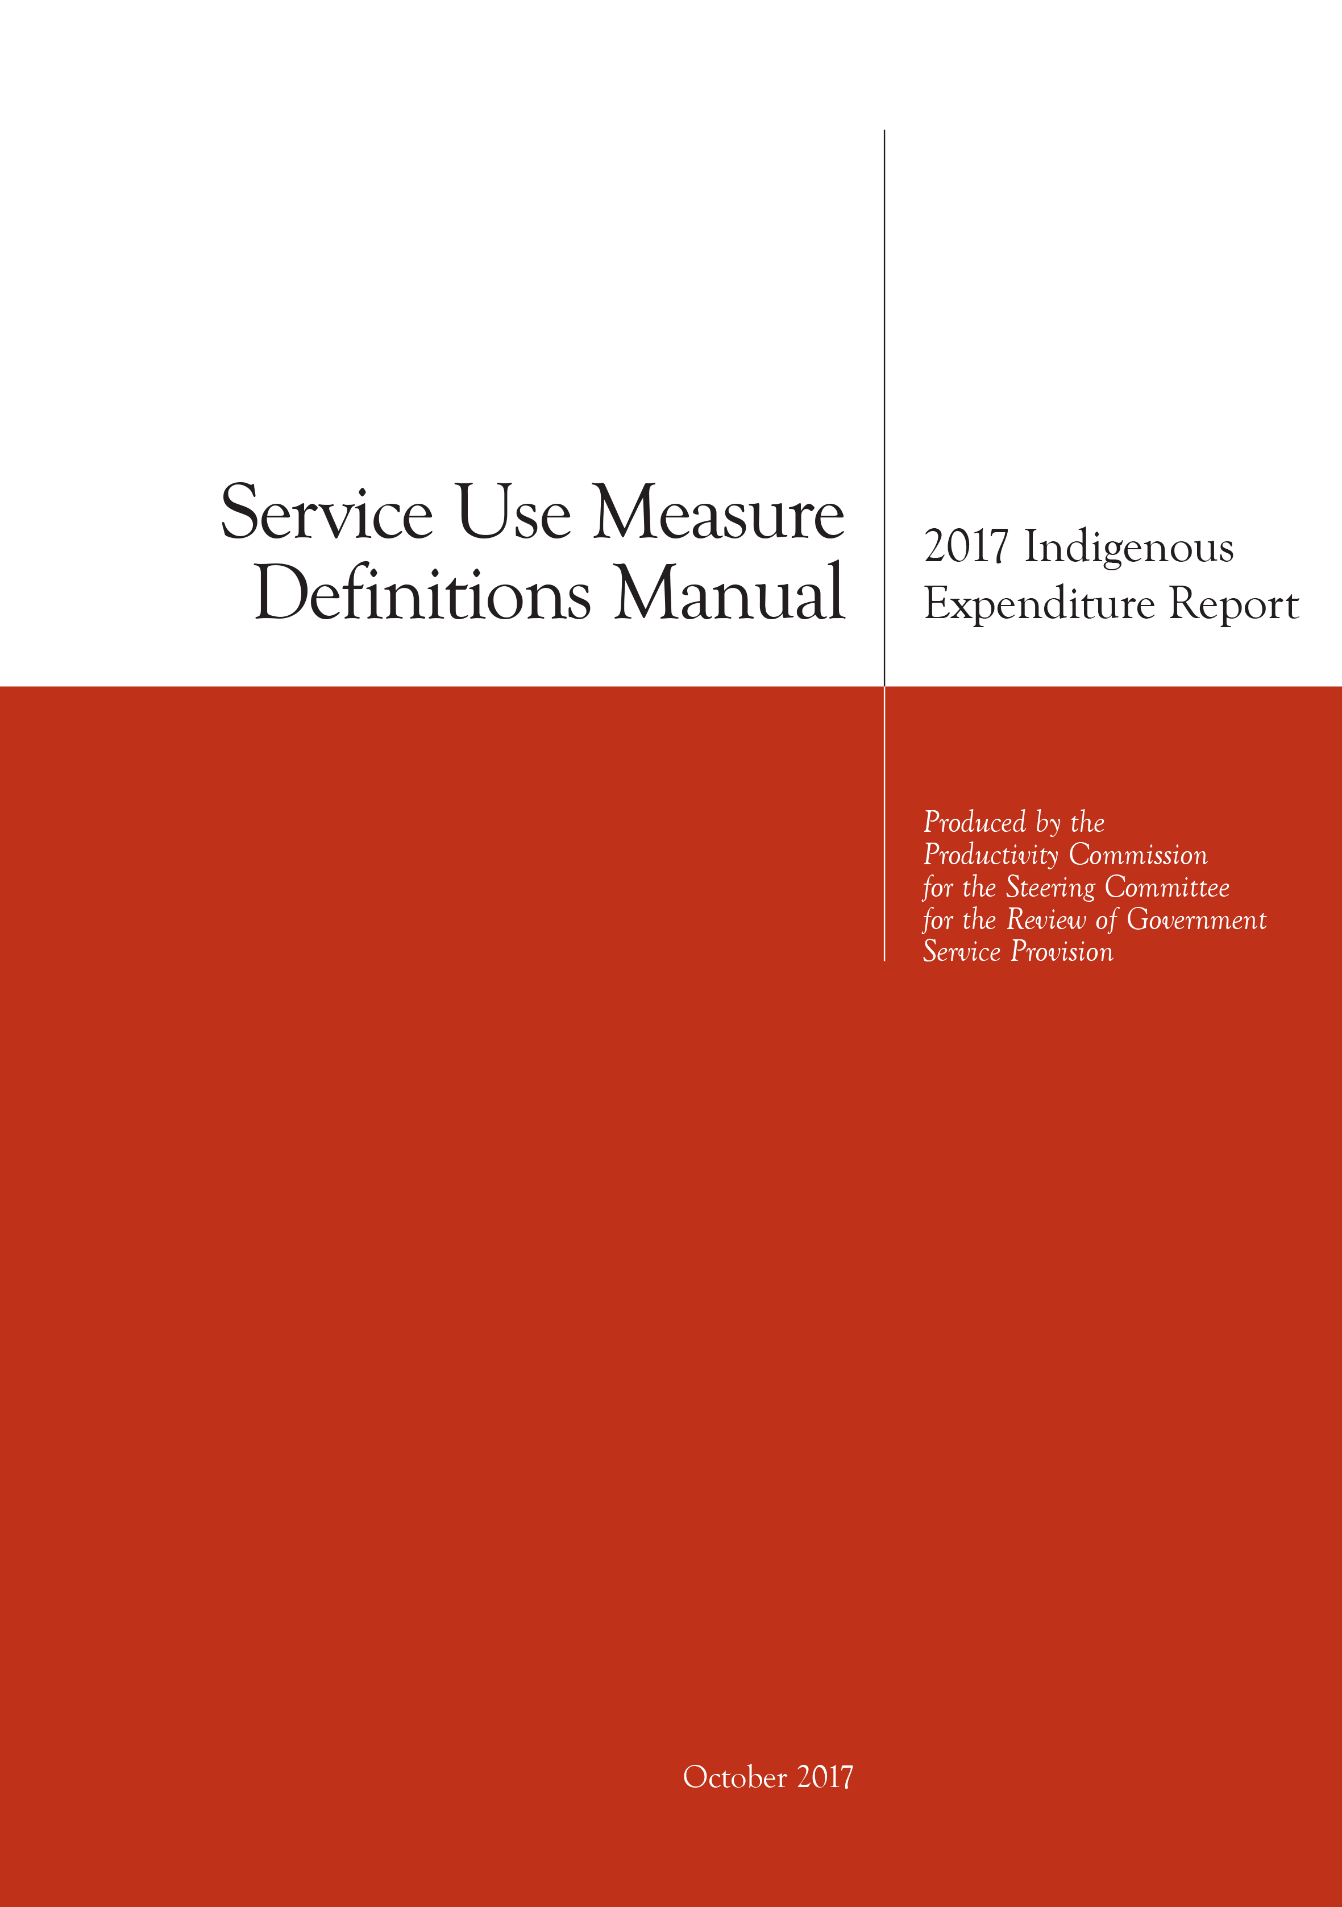 Service Use Measure
Definitions Manual
2017 Indigenous
Expenditure Report
Produced by the
Productivity Commission
for the Steering Committee
for the Review of Government
Service Provision
October 2017